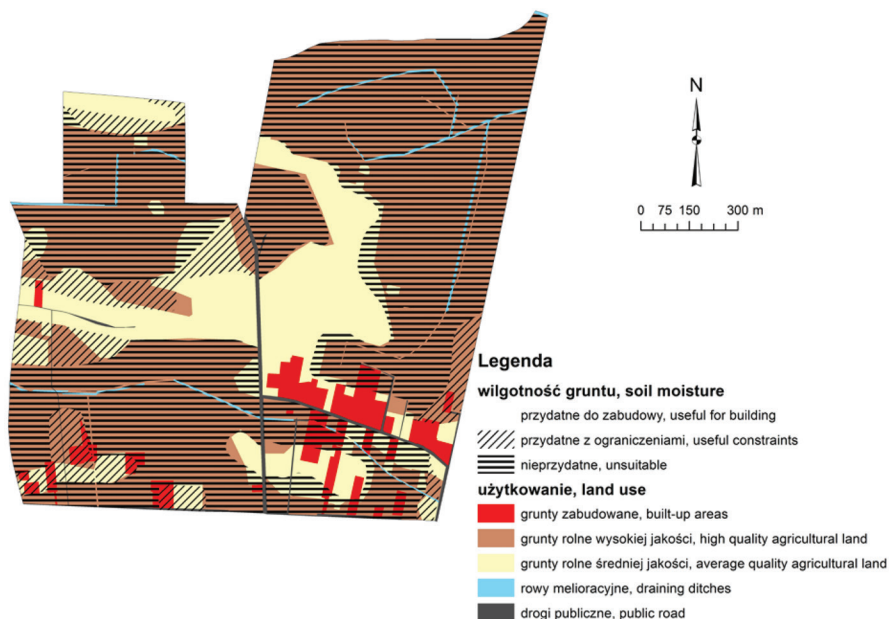 N
0 75 150 300 m
Legenda
wilgotność gruntu, soil moisture
przydatne do zabudowy, useful for building
przydatne z ograniczeniami, useful constraints
nieprzydatne, unsuitable
użytkowanie, land use
grunty zabudowane, built-up areas
grunty rolne wysokiej jakości, high quality agricultural land
grunty rolne średniej jakości, average quality agricultural land
rowy melioracyjne, draining ditches
drogi publiczne, public road